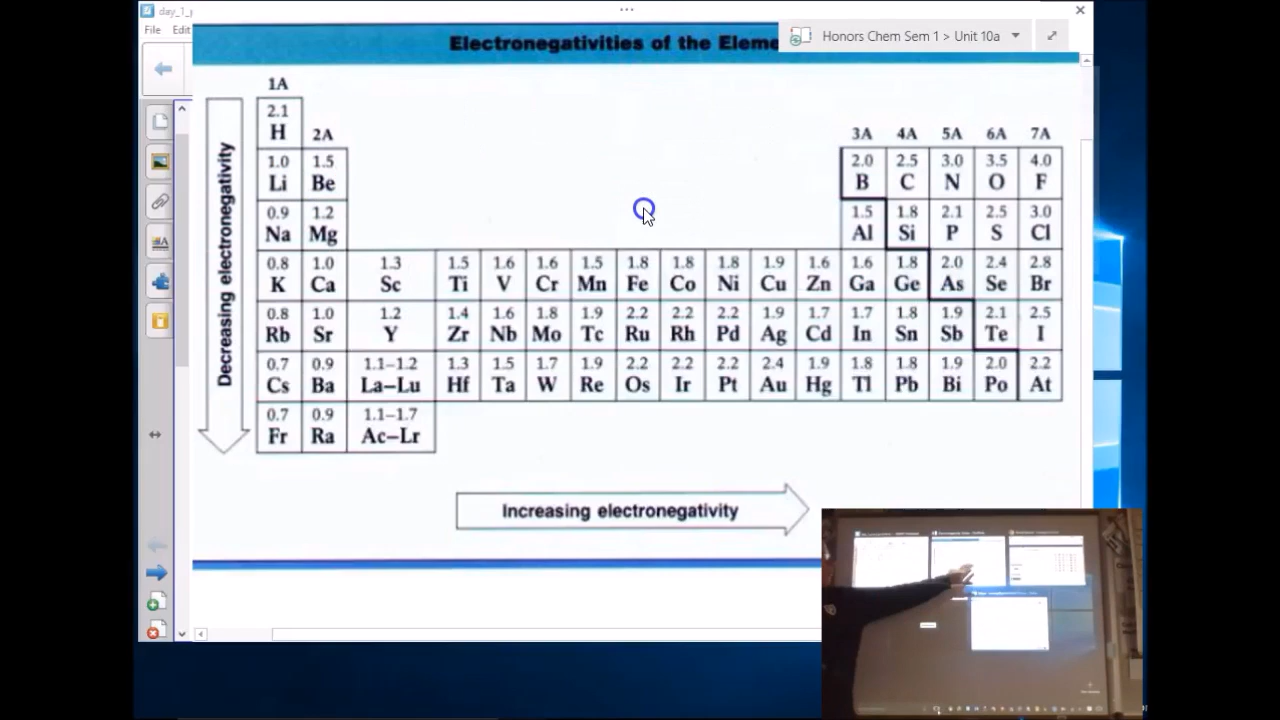 day_1_
File Edit
Electronegativities of the Eleme
Honors Chem Sem 1 > Unit 10a
1A
2.1
H 2A 3A 4A 5A 6A 7A
1.0 1.5 2.0 2.5 3.0 3.5 4.0
Li Be B C N O F
0.9 1.2 1.5 1.8 2.1 2.5 3.0
Na Mg Al Si P S Cl
0.8 1.0 1.3 1.5 1.6 1.6 1.5 1.8 1.8 1.8 1.9 1.6 1.6 1.8 2.0 2.4 2.8
K Ca Sc Ti V Cr Mn Fe Co Ni Cu Zn Ga Ge As Se Br
0.8 1.0 1.2 1.4 1.6 1.8 1.9 2.2 2.2 2.2 1.9 1.7 1.7 1.8 1.9 2.1 2.5
Rb Sr Y Zr Nb Mo Tc Ru Rh Pd Ag Cd In Sn Sb Te I
0.7 0.9 1.1–1.2 1.3 1.5 1.7 1.9 2.2 2.2 2.2 2.4 1.9 1.8 1.8 1.9 2.0 2.2
Cs Ba La–Lu Hf Ta W Re Os Ir Pt Au Hg Tl Pb Bi Po At
0.7 0.9 1.1–1.7
Fr Ra Ac–Lr
Decreasing electronegativity
Increasing electronegativity